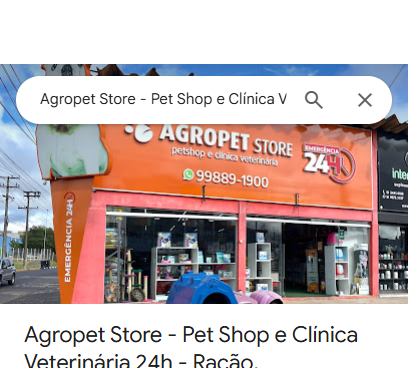 Agropet Store - Pet Shop e Clínica V
AGROPET STORE
petshop e clínica veterinária
99889-1900
EMERGÊNCIA
24H
EMERGÊNCIA 24H
inte
Agropet Store - Pet Shop e Clínica
Veterinária 24h - Ração,